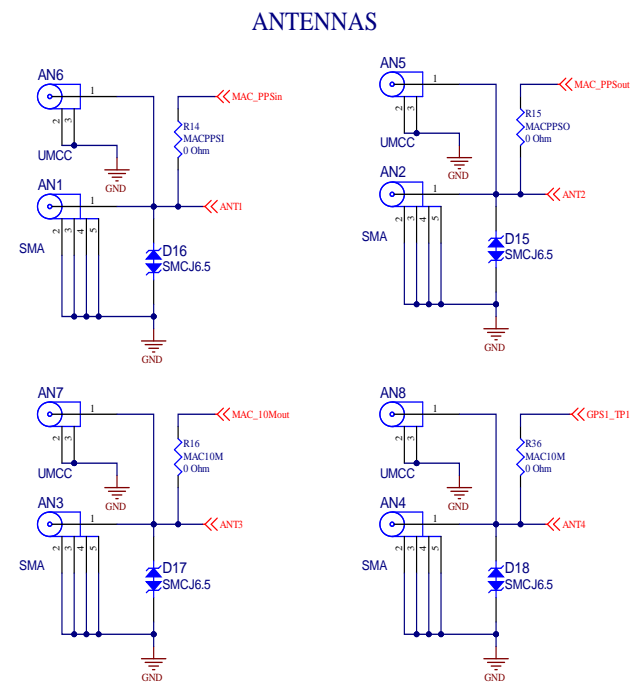 ANTENNAS
AN6
1
MAC_PPSin
R14
MACPPSI
0 Ohm
2
3
UMCC
GND
AN1
1
ANT1
2
3
4
5
SMA
D16
SMCJ6.5
GND
AN5
1
MAC_PPSout
R15
MACPPSO
0 Ohm
2
3
UMCC
GND
AN2
1
ANT2
2
3
4
5
SMA
D15
SMCJ6.5
GND
AN7
1
MAC_10Mout
R16
MAC10M
0 Ohm
2
3
UMCC
GND
AN3
1
ANT3
2
3
4
5
SMA
D17
SMCJ6.5
GND
AN8
1
GPS1_TP1
R36
MAC10M
0 Ohm
2
3
UMCC
GND
AN4
1
ANT4
2
3
4
5
SMA
D18
SMCJ6.5
GND